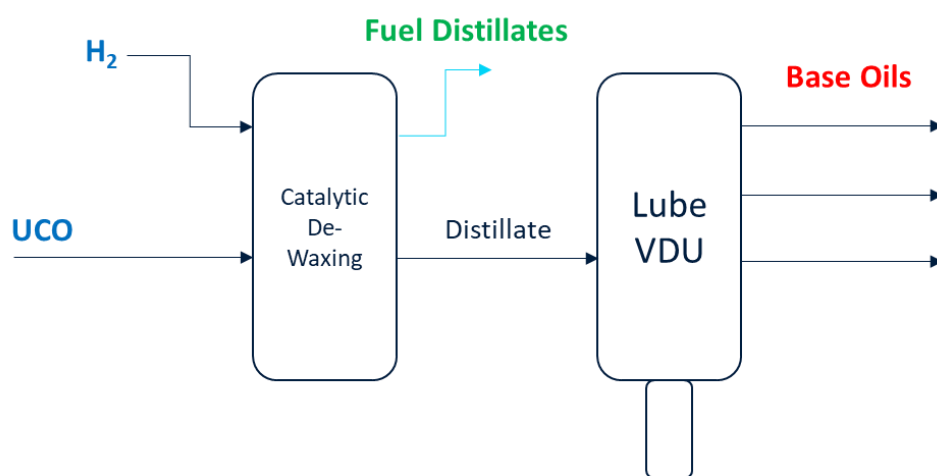 Fuel Distillates
H₂
Base Oils
Catalytic
De-
Waxing
Lube
VDU
UCO
Distillate